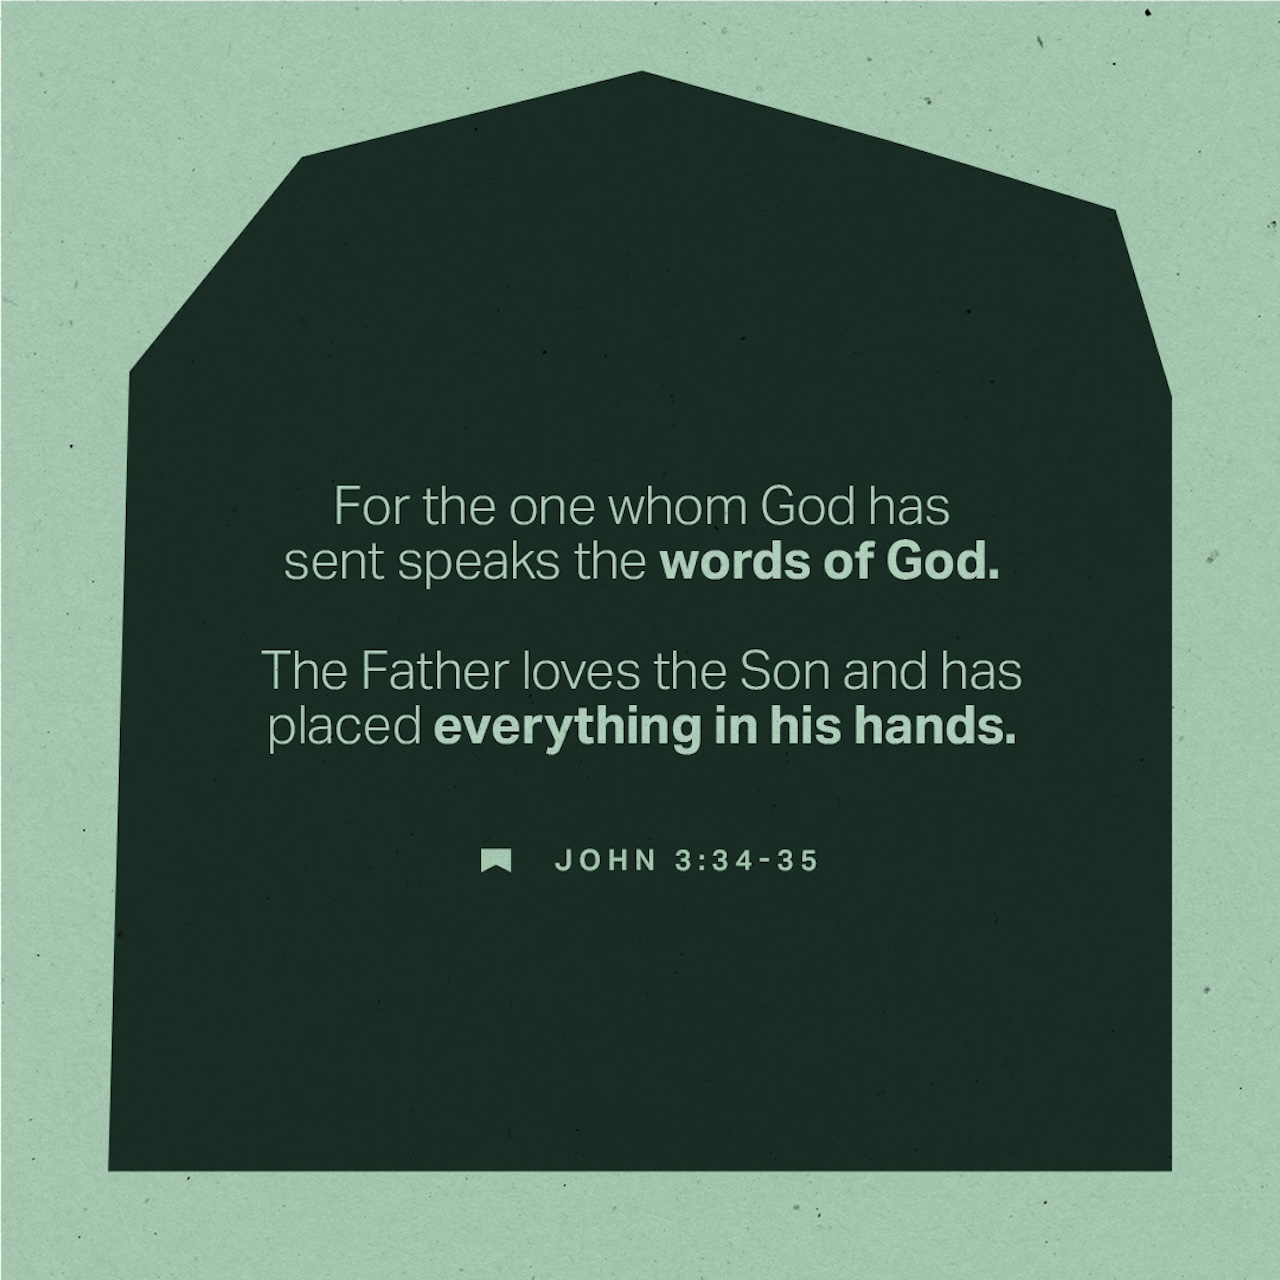 For the one whom God has
sent speaks the words of God.
The Father loves the Son and has
placed everything in his hands.
JOHN 3:34-35